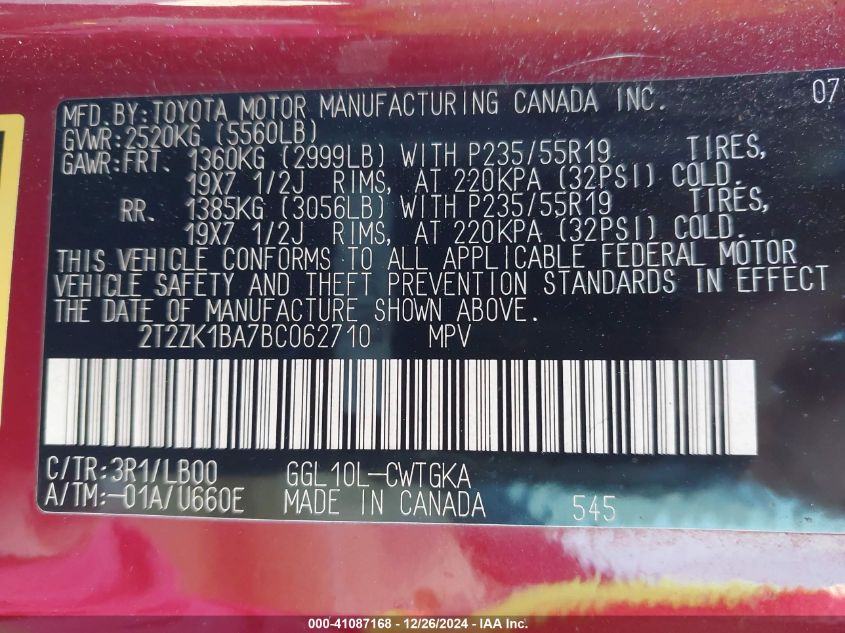 MFD.BY:TOYOTA MOTOR MANUFACTURING CANADA INC. 07
GVWR:2520KG (5560LB)
GAWR:FRT. 1360KG (2999LB) WITH P235/55R19 TIRES,
19X7 1/2J RIMS, AT 220KPA (32PSI) COLD.
RR. 1385KG (3056LB) WITH P235/55R19 TIRES,
19X7 1/2J RIMS, AT 220KPA (32PSI) COLD.
THIS VEHICLE CONFORMS TO ALL APPLICABLE FEDERAL MOTOR
VEHICLE SAFETY AND THEFT PREVENTION STANDARDS IN EFFECT
THE DATE OF MANUFACTURE SHOWN ABOVE.
2T2ZK1BA7BC062710 MPV
C/TR:3R1/LB00 GGL10L-CWTGKA
A/TM:-01A/U660E MADE IN CANADA 545
000-41087168 - 12/26/2024 - IAA Inc.